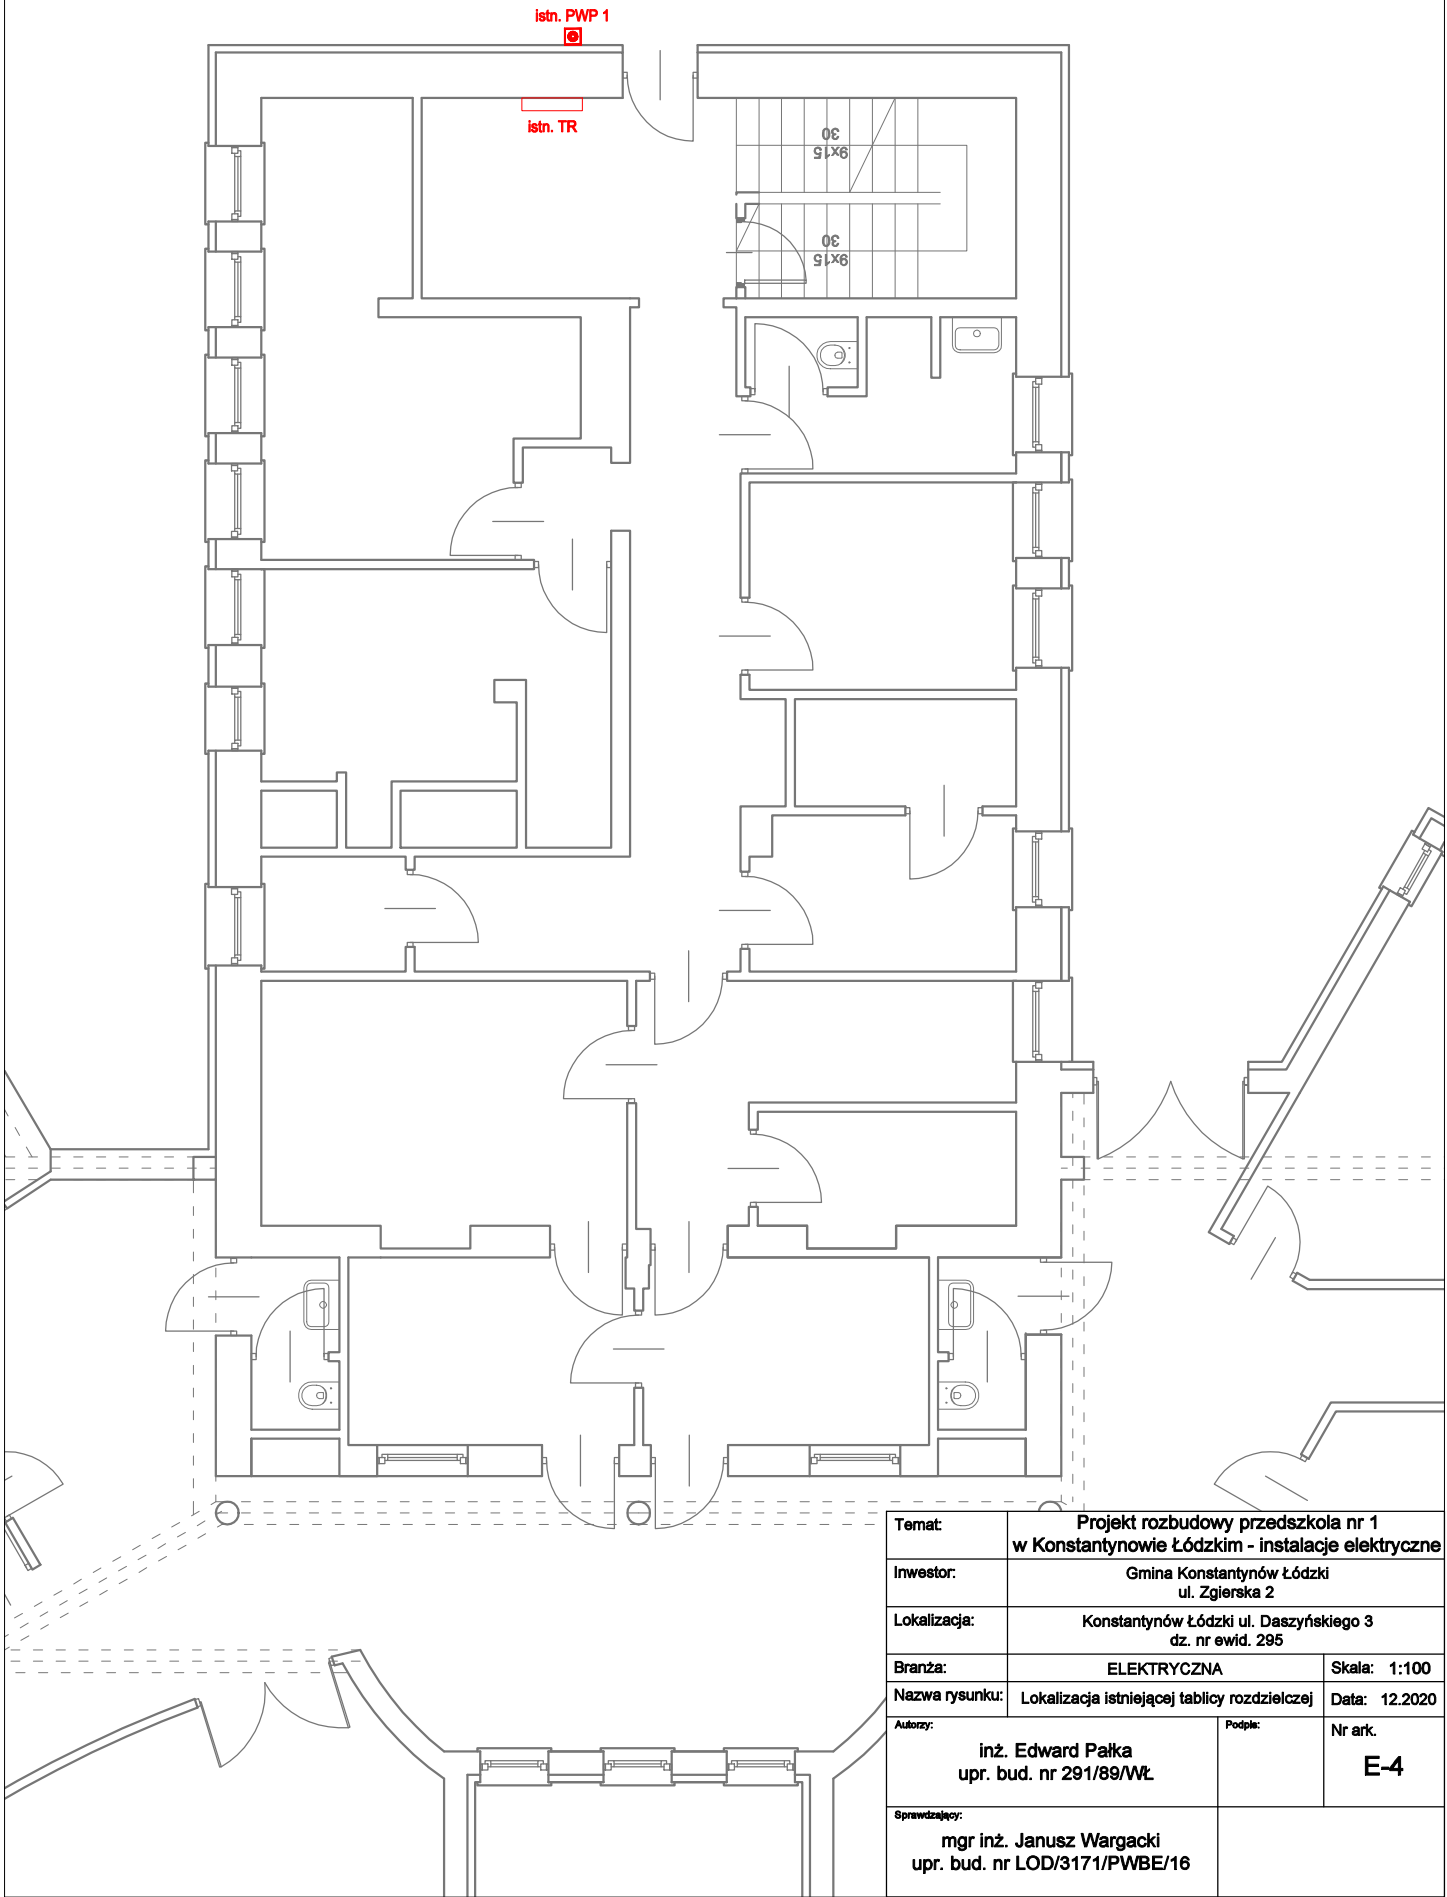 istn. PWP 1
istn. TR
9x15
30
9x15
30
Temat:
Projekt rozbudowy przedszkola nr 1
w Konstantynowie Łódzkim - instalacje elektryczne
Inwestor:
Gmina Konstantynów Łódzki
ul. Zgierska 2
Lokalizacja:
Konstantynów Łódzki ul. Daszyńskiego 3
dz. nr ewid. 295
Branża:
ELEKTRYCZNA
Skala: 1:100
Nazwa rysunku:
Lokalizacja istniejącej tablicy rozdzielczej
Data: 12.2020
Autorzy:
inż. Edward Pałka
upr. bud. nr 291/89/WŁ
Podpis:
Nr ark.
E-4
Sprawdzający:
mgr inż. Janusz Wargacki
upr. bud. nr LOD/3171/PWBE/16